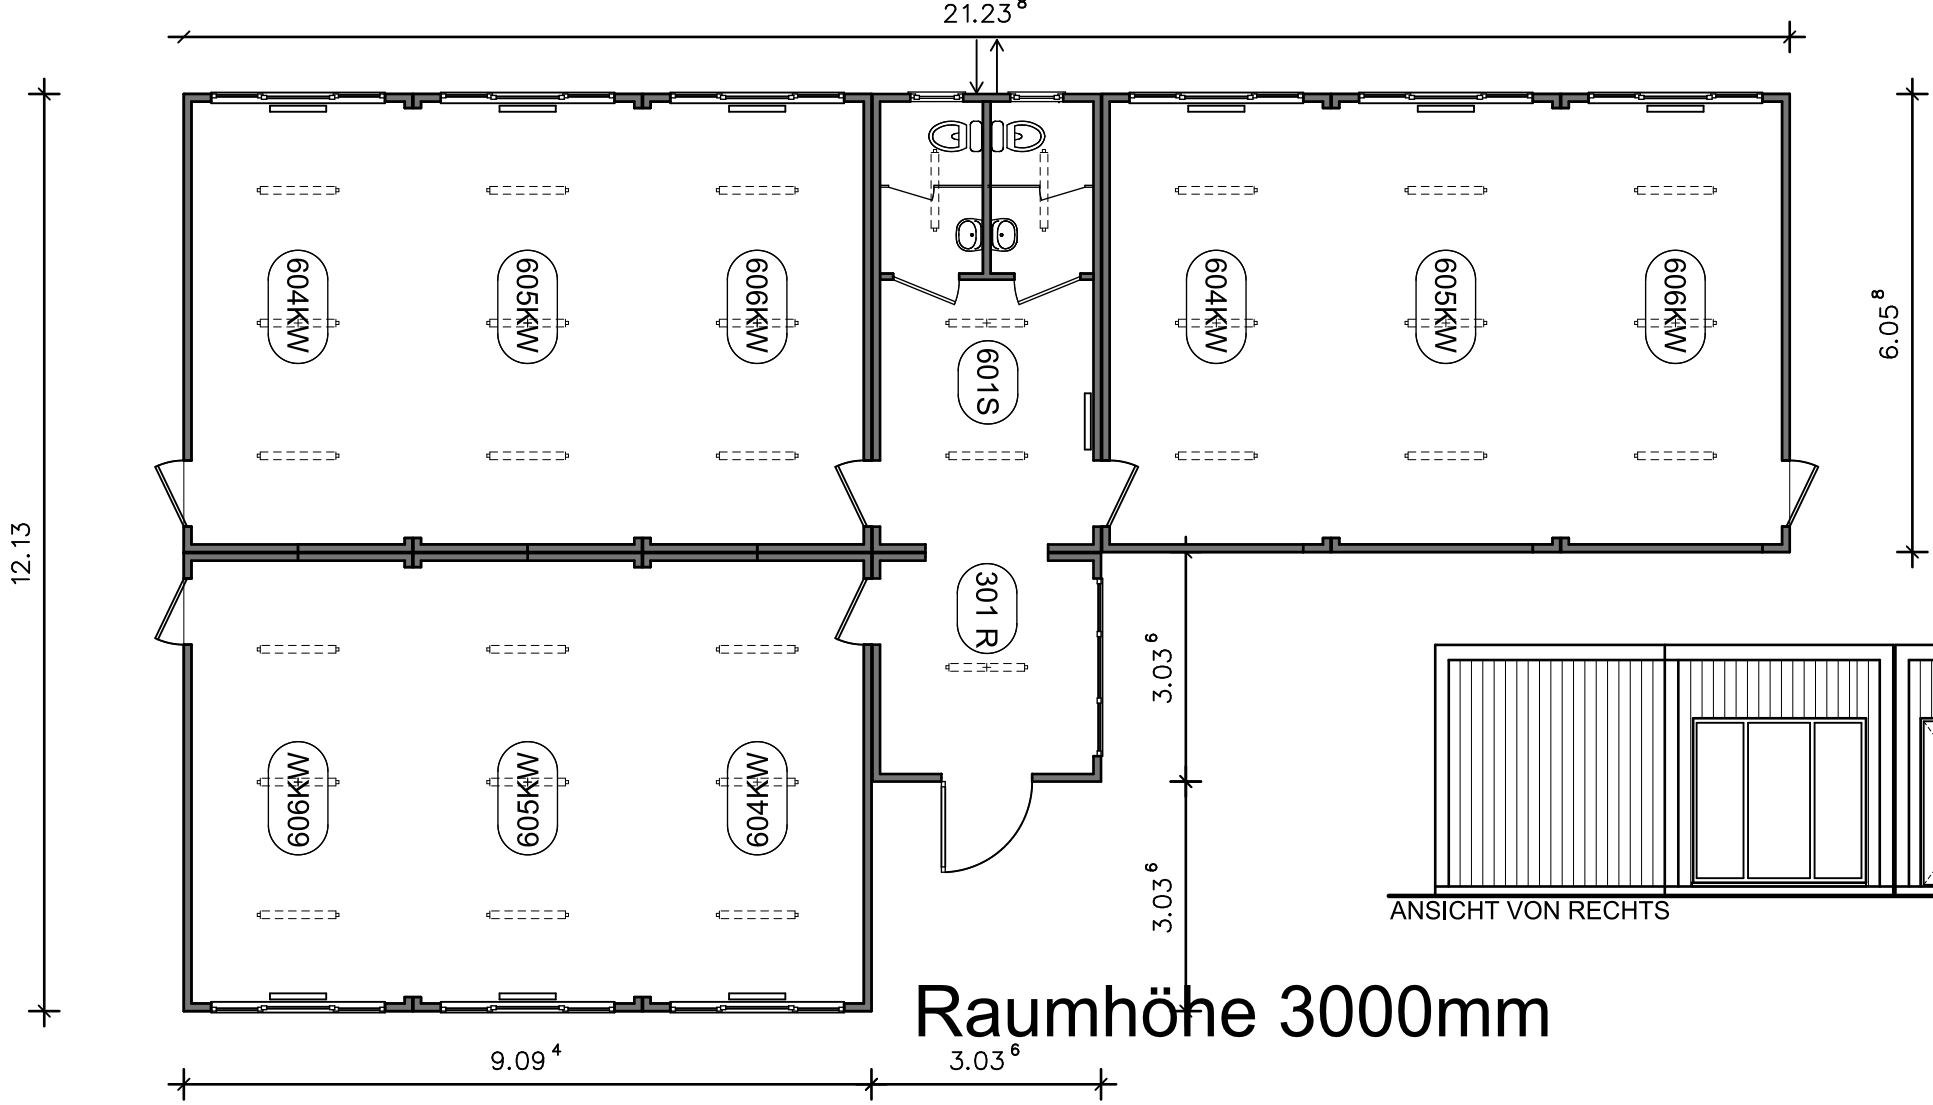 21.23⁸
604KW
605KW
606KW
601S
604KW
605KW
606KW
6.05⁸
12.13
301 R
3.03⁶
606KW
605KW
604KW
3.03⁶
ANSICHT VON RECHTS
Raumhöhe 3000mm
9.09⁴
3.03⁶